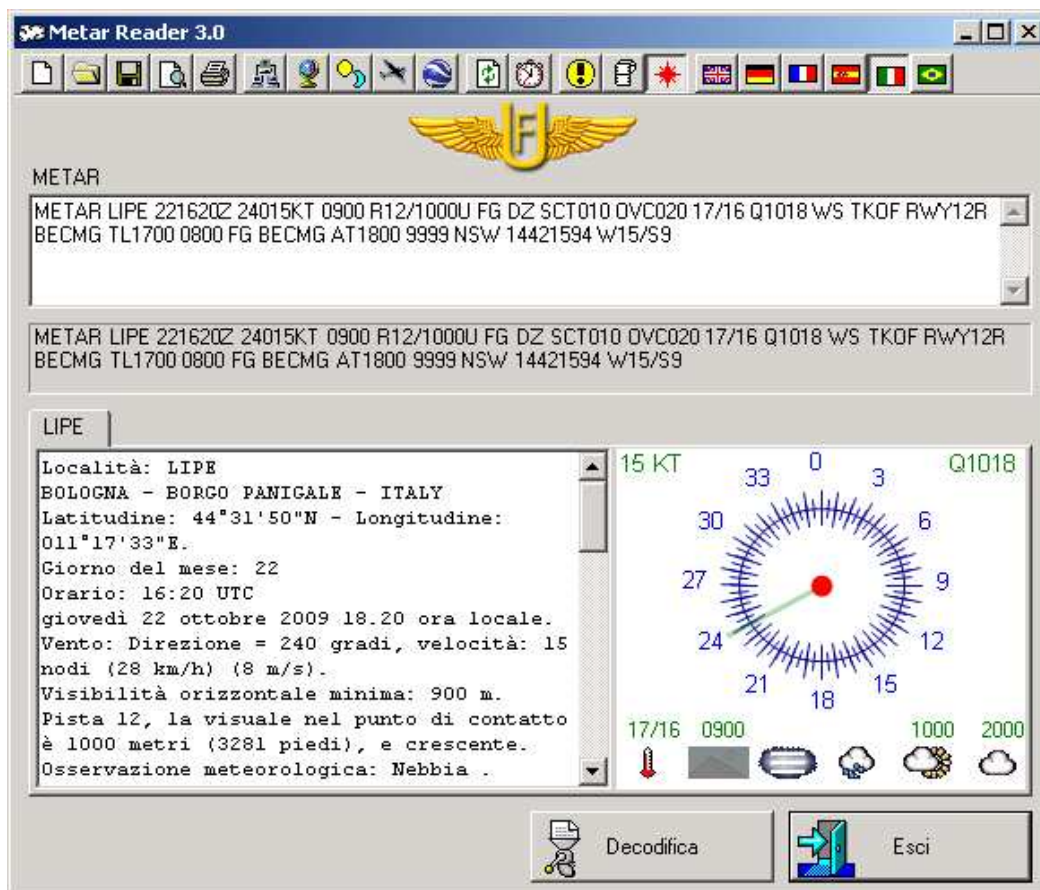 Metar Reader 3.0
UF
METAR
METAR LIPE 221620Z 24015KT 0900 R12/1000U FG DZ SCT010 OVC020 17/16 Q1018 WS TKOF RWY12R
BECMG TL1700 0800 FG BECMG AT1800 9999 NSW 14421594 W15/S9
METAR LIPE 221620Z 24015KT 0900 R12/1000U FG DZ SCT010 OVC020 17/16 Q1018 WS TKOF RWY12R
BECMG TL1700 0800 FG BECMG AT1800 9999 NSW 14421594 W15/S9
LIPE
Località: LIPE
BOLOGNA - BORGO PANIGALE - ITALY
Latitudine: 44°31'50"N - Longitudine:
011°17'33"E.
Giorno del mese: 22
Orario: 16:20 UTC
giovedì 22 ottobre 2009 18.20 ora locale.
Vento: Direzione = 240 gradi, velocità: 15
nodi (28 km/h) (8 m/s).
Visibilità orizzontale minima: 900 m.
Pista 12, la visuale nel punto di contatto
è 1000 metri (3281 piedi), e crescente.
Osservazione meteorologica: Nebbia .
15 KT
Q1018
0
3
6
9
12
15
18
21
24
27
30
33
17/16 0900 1000 2000
Decodifica
Esci